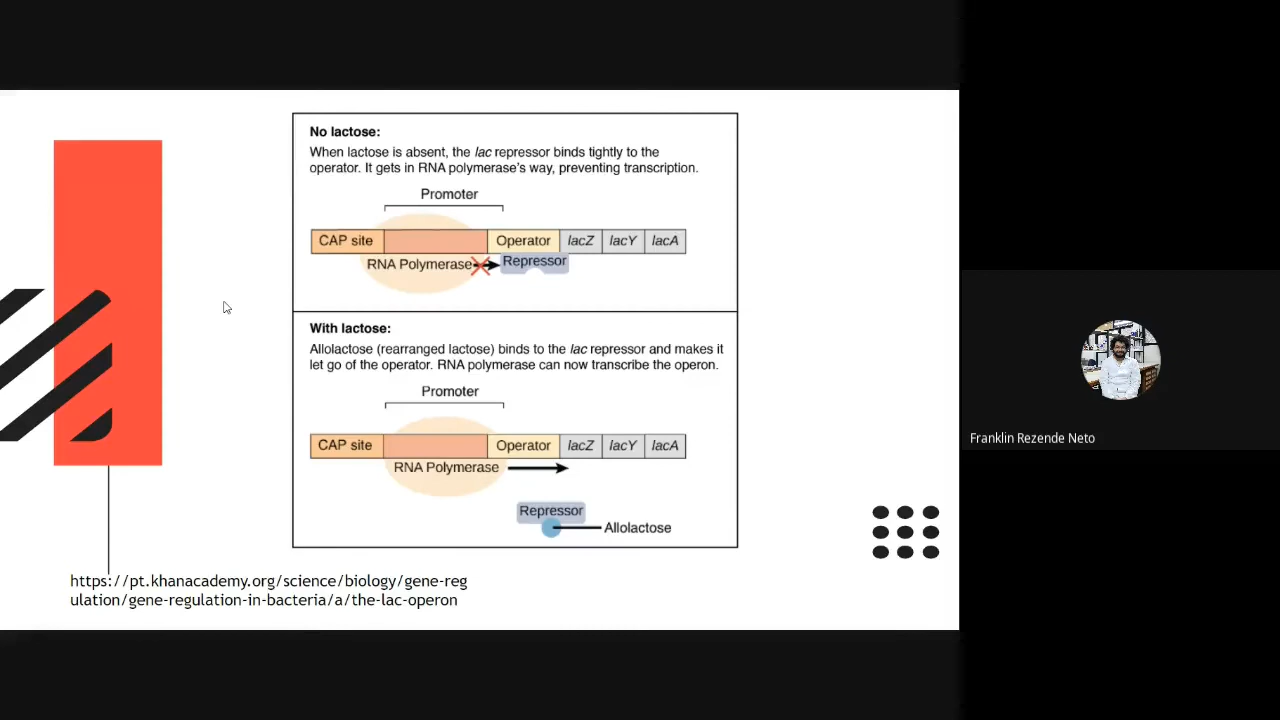 No lactose:
When lactose is absent, the lac repressor binds tightly to the
operator. It gets in RNA polymerase's way, preventing transcription.
Promoter
CAP site Operator lacZ lacY lacA
RNA Polymerase Repressor
With lactose:
Allolactose (rearranged lactose) binds to the lac repressor and makes it
let go of the operator. RNA polymerase can now transcribe the operon.
Promoter
CAP site Operator lacZ lacY lacA
RNA Polymerase
Repressor
Allolactose
https://pt.khanacademy.org/science/biology/gene-reg
ulation/gene-regulation-in-bacteria/a/the-lac-operon
Franklin Rezende Neto